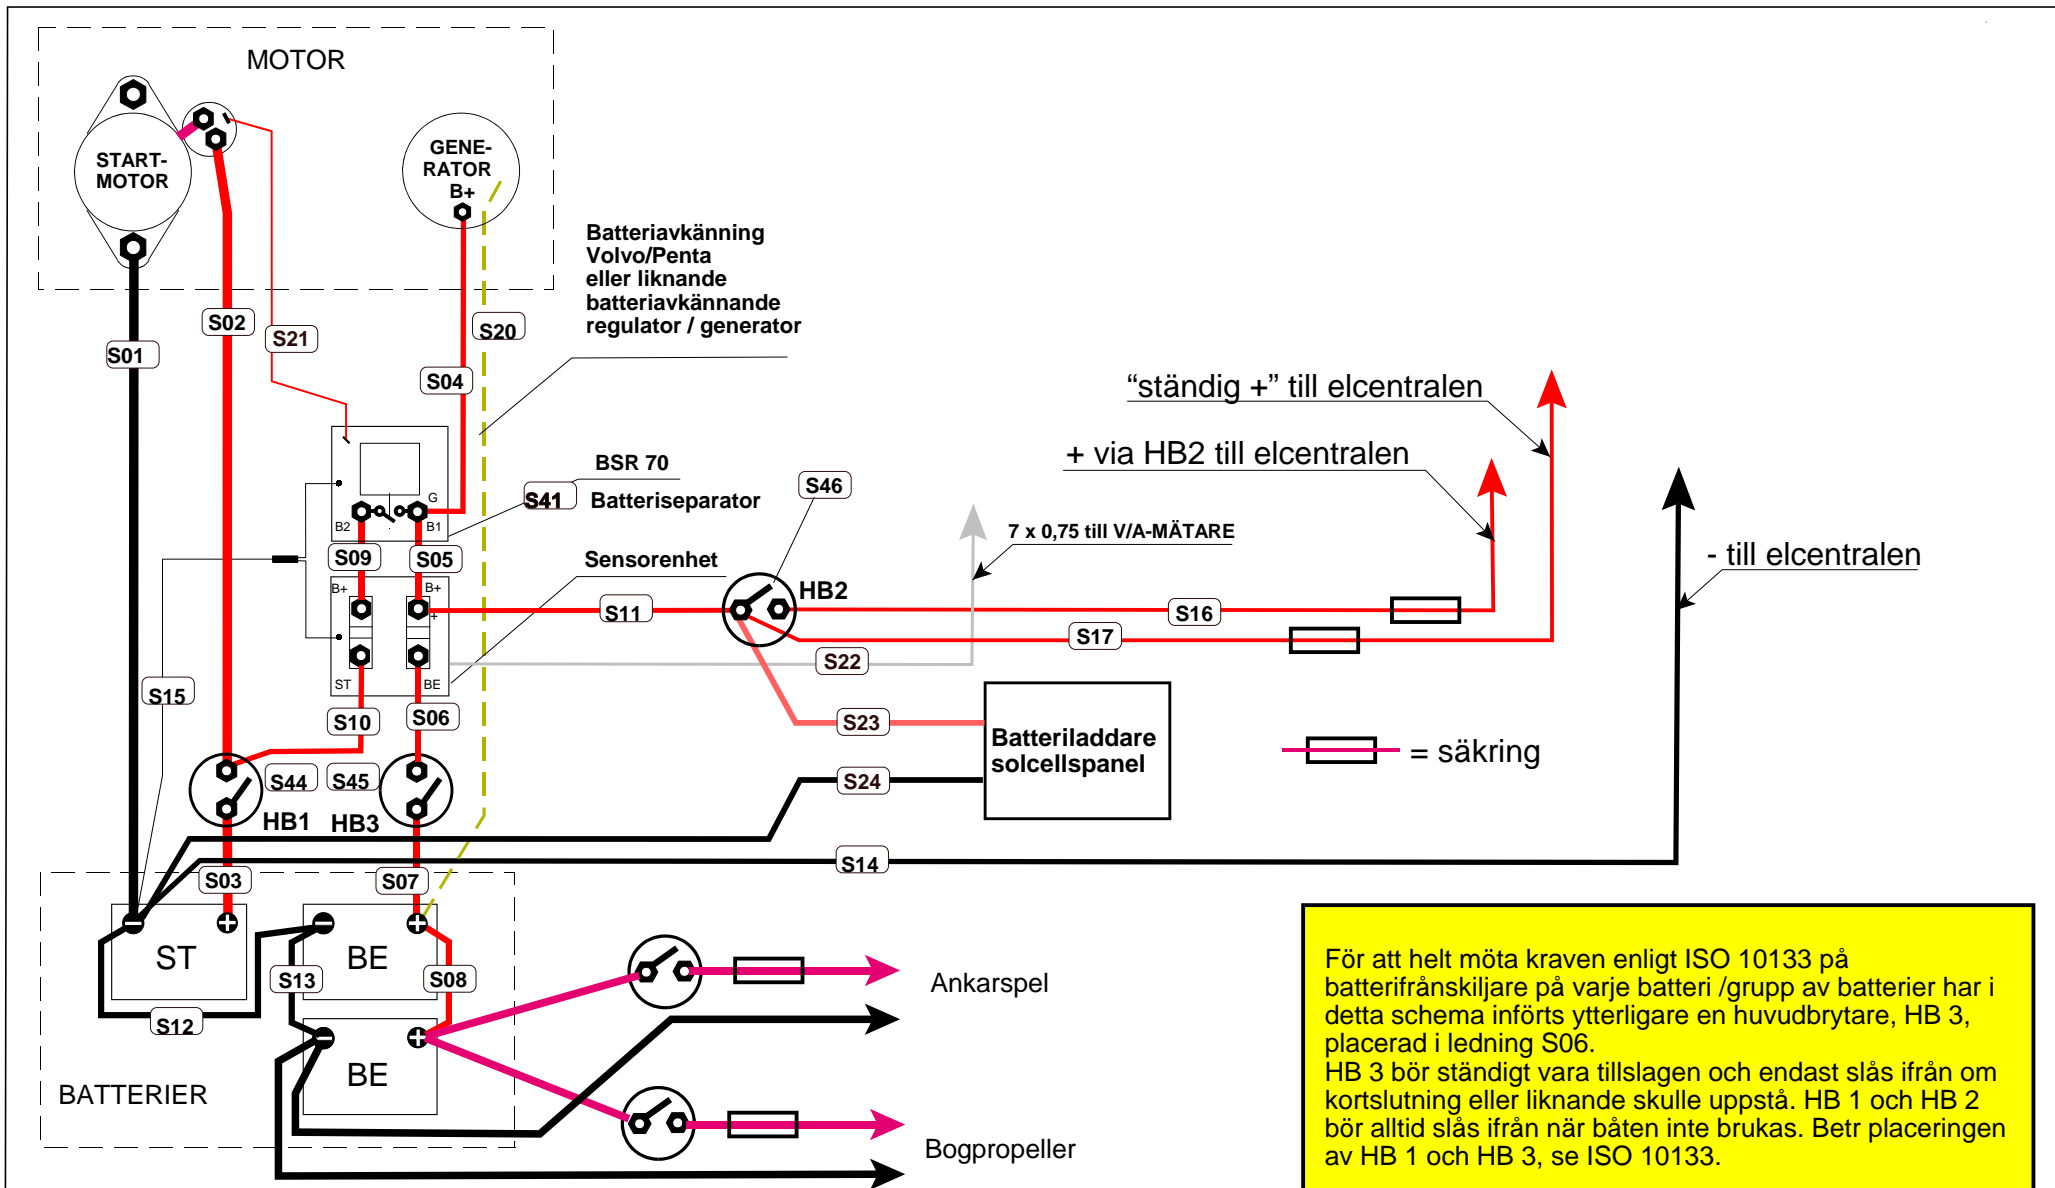 MOTOR
START-
MOTOR
GENE-
RATOR
B+
Batteriavkänning
Volvo/Penta
eller liknande
batteriavkännande
regulator / generator
S01
S02
S21
S04
S20
“ständig +” till elcentralen
+ via HB2 till elcentralen
- till elcentralen
BSR 70
S41 Batteriseparator
S46
G
B2
B1
S09
S05
7 x 0,75 till V/A-MÄTARE
Sensorenhet
B+
B+
+
HB2
S11
S16
S17
S22
ST
BE
S15
S10
S06
S23
Batteriladdare
solcellspanel
= säkring
S44
S45
S24
HB1
HB3
S14
S03
S07
ST
BE
S13
S08
S12
BE
BATTERIER
Ankarspel
Bogpropeller
För att helt möta kraven enligt ISO 10133 på
batterifrånskiljare på varje batteri /grupp av batterier har i
detta schema införts ytterligare en huvudbrytare, HB 3,
placerad i ledning S06.
HB 3 bör ständigt vara tillslagen och endast slås ifrån om
kortslutning eller liknande skulle uppstå. HB 1 och HB 2
bör alltid slås ifrån när båten inte brukas. Betr placeringen
av HB 1 och HB 3, se ISO 10133.